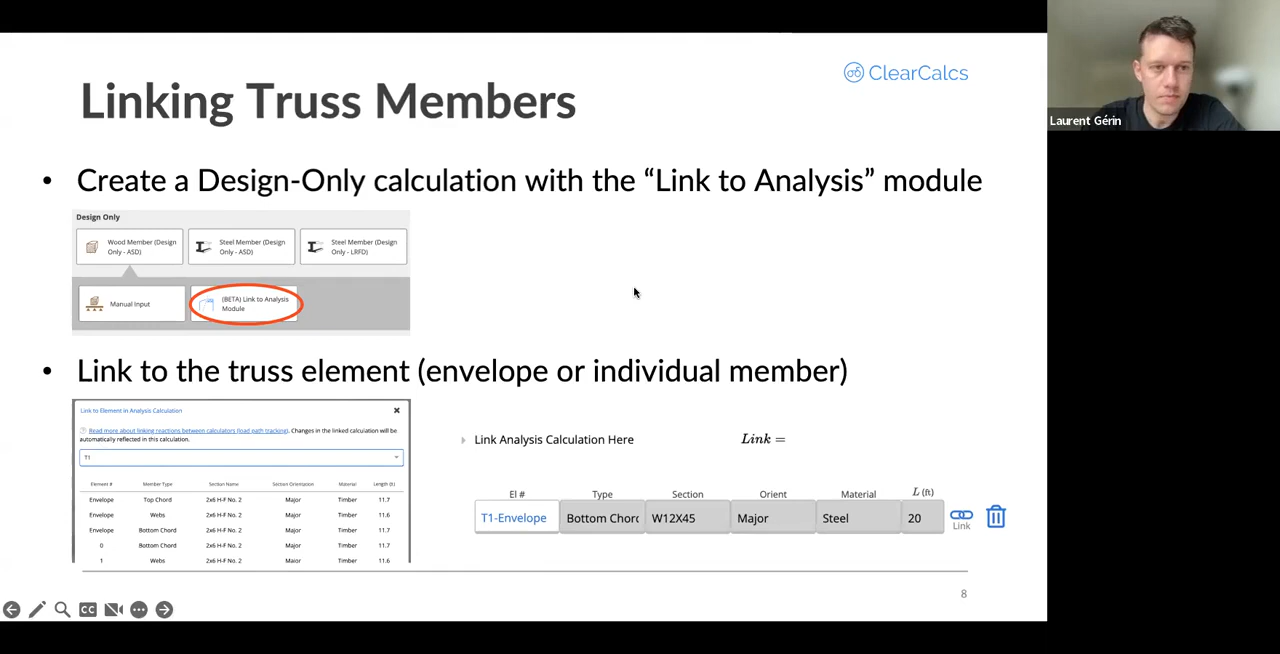 ClearCalcs
Linking Truss Members
Laurent Gérin
• Create a Design-Only calculation with the “Link to Analysis” module
Design Only
Wood Member (Design Only - ASD)
Steel Member (Design Only - ASD)
Steel Member (Design Only - LRFD)
Manual Input
(BETA) Link to Analysis Module
• Link to the truss element (envelope or individual member)
Link to Element in Analysis Calculation
Read more about linking reactions between calculators (load path tracking). Changes in the linked calculation will be
automatically reflected in this calculation.
T1
Element # Member Type Section Name Section Orientation Material Length (ft)
Envelope Top Chord 2x6 H-F No. 2 Major Timber 11.7
Envelope Webs 2x6 H-F No. 2 Major Timber 11.6
Envelope Bottom Chord 2x6 H-F No. 2 Major Timber 11.7
0 Bottom Chord 2x6 H-F No. 2 Major Timber 11.7
1 Webs 2x6 H-F No. 2 Major Timber 11.6
Link Analysis Calculation Here Link =
El # Type Section Orient Material L (ft)
T1-Envelope Bottom Chorc W12X45 Major Steel 20 Link
8
CC